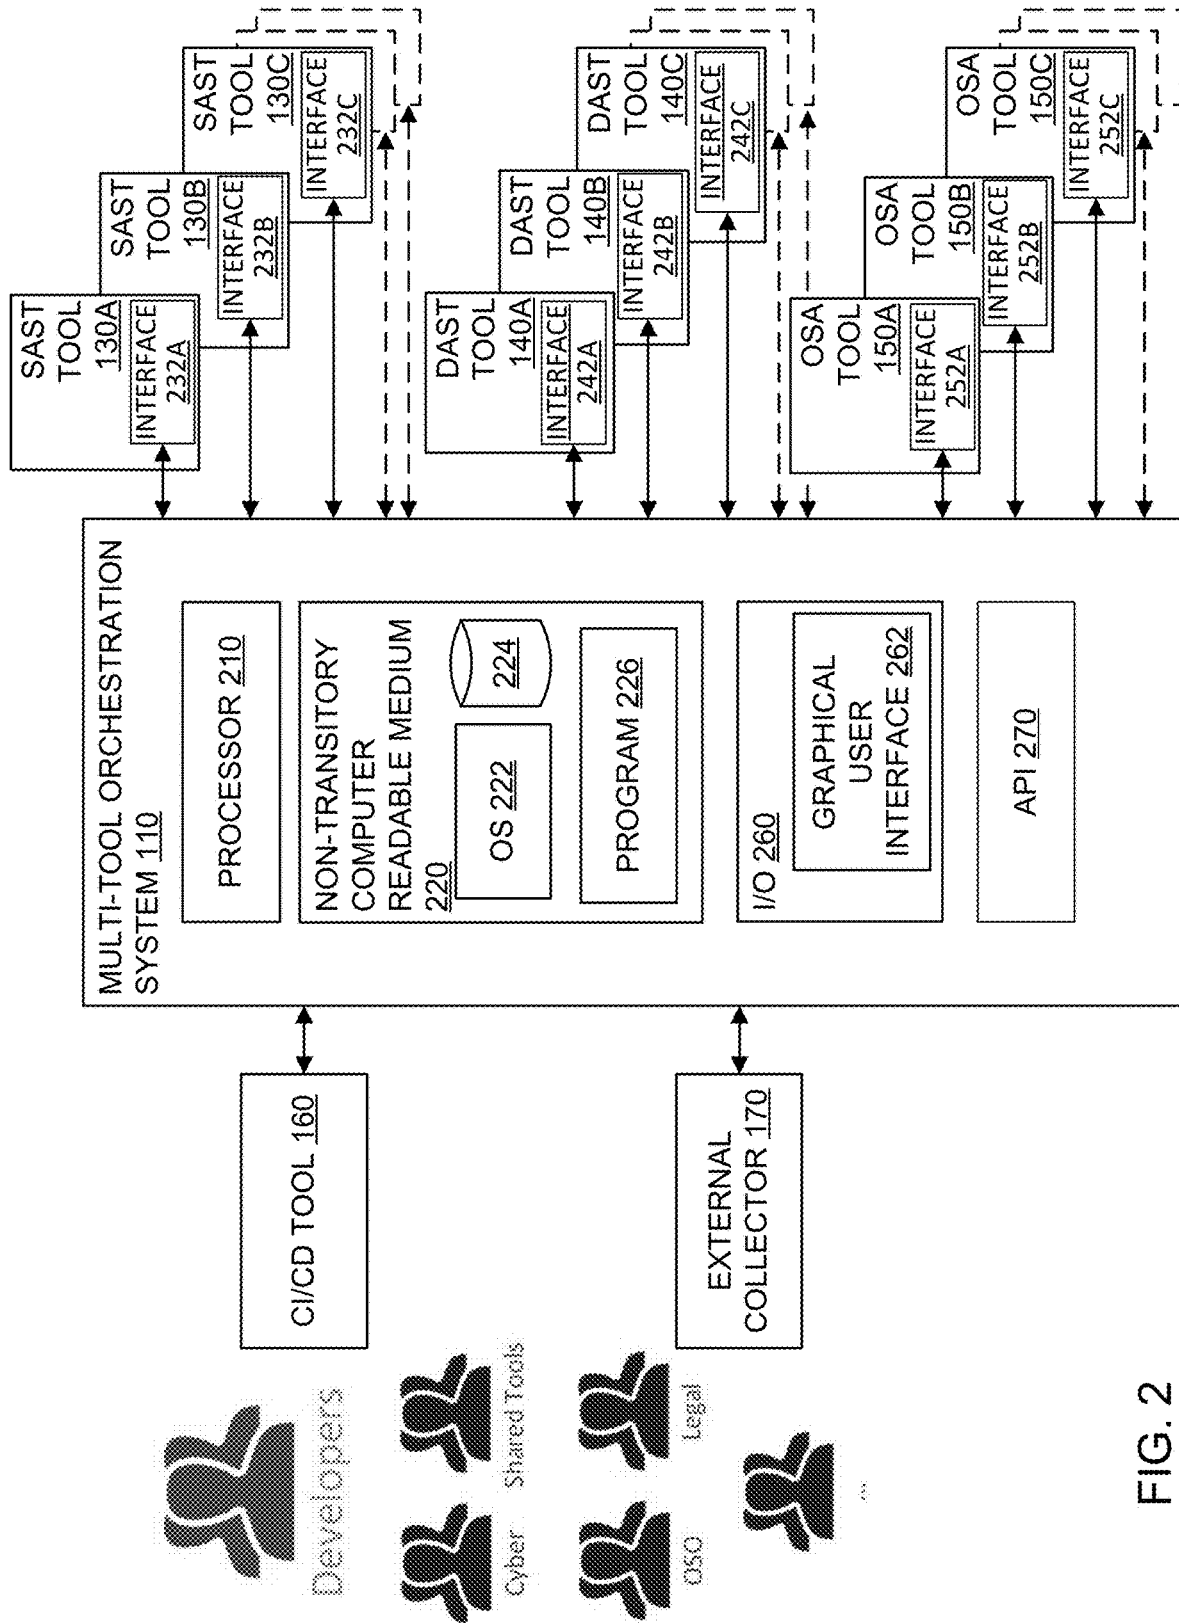 Developers
Cyber
Shared Tools
OSO
Legal
...
CI/CD TOOL 160
EXTERNAL
COLLECTOR 170
MULTI-TOOL ORCHESTRATION
SYSTEM 110
PROCESSOR 210
NON-TRANSITORY
COMPUTER
READABLE MEDIUM
220
OS 222
224
PROGRAM 226
I/O 260
GRAPHICAL
USER
INTERFACE 262
API 270
SAST
TOOL
130A
INTERFACE
232A
SAST
TOOL
130B
INTERFACE
232B
SAST
TOOL
130C
INTERFACE
232C
DAST
TOOL
140A
INTERFACE
242A
DAST
TOOL
140B
INTERFACE
242B
DAST
TOOL
140C
INTERFACE
242C
OSA
TOOL
150A
INTERFACE
252A
OSA
TOOL
150B
INTERFACE
252B
OSA
TOOL
150C
INTERFACE
252C
FIG. 2